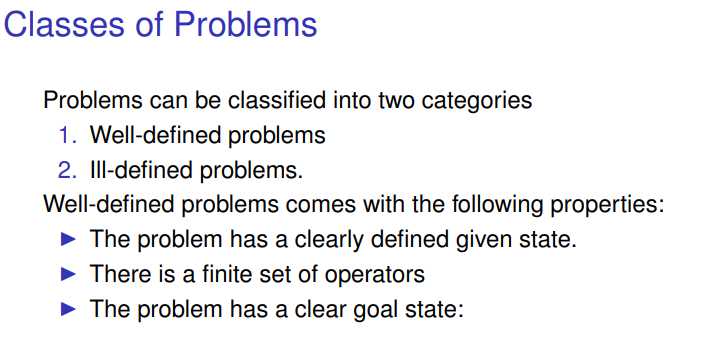 Classes of Problems
Problems can be classified into two categories
1. Well-defined problems
2. Ill-defined problems.
Well-defined problems comes with the following properties:
▶ The problem has a clearly defined given state.
▶ There is a finite set of operators
▶ The problem has a clear goal state: